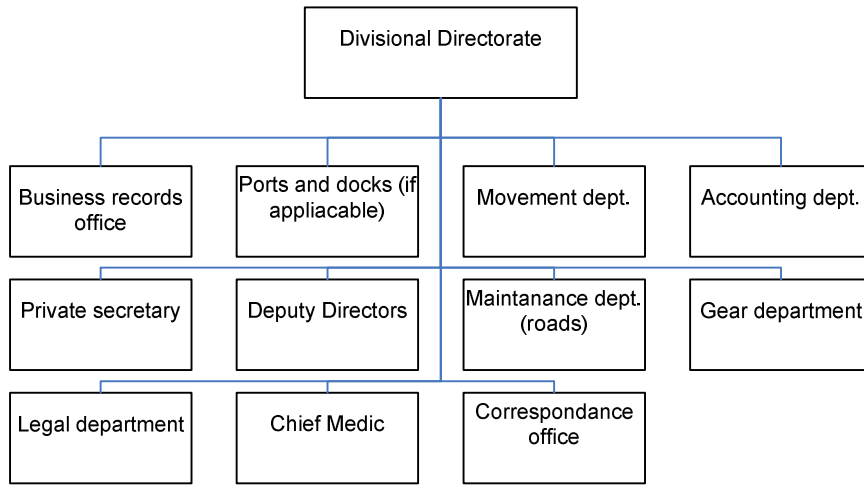 Divisional Directorate
Business records
office
Ports and docks (if
appliacable)
Movement dept.
Accounting dept.
Private secretary
Deputy Directors
Maintanance dept.
(roads)
Gear department
Legal department
Chief Medic
Correspondance
office